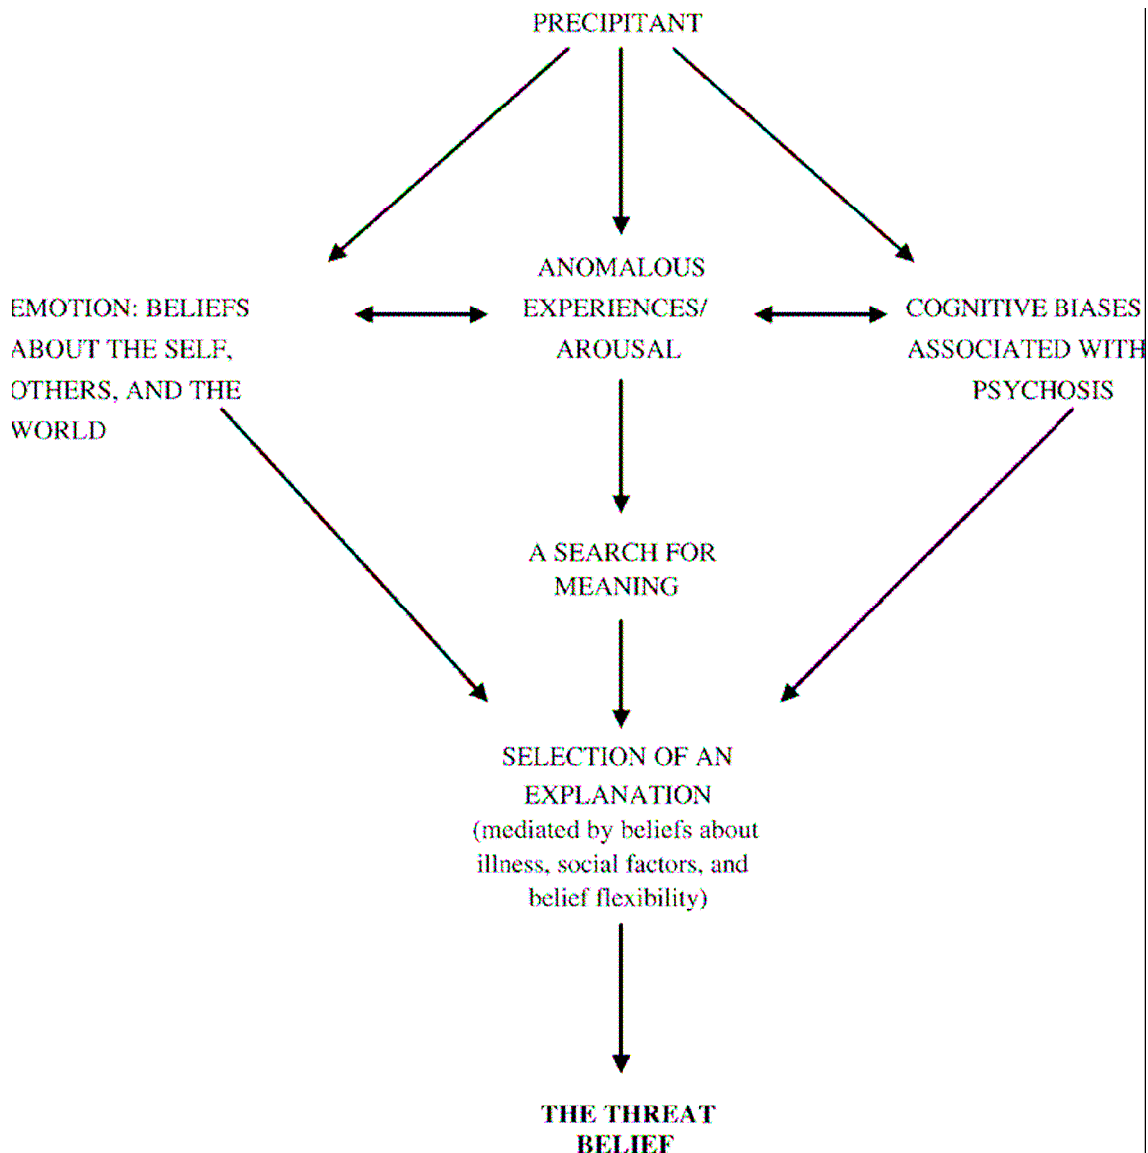 PRECIPITANT
ANOMALOUS
EXPERIENCES/
AROUSAL
EMOTION: BELIEFS
ABOUT THE SELF,
OTHERS, AND THE
WORLD
COGNITIVE BIASES
ASSOCIATED WITH
PSYCHOSIS
A SEARCH FOR
MEANING
SELECTION OF AN
EXPLANATION
(mediated by beliefs about
illness, social factors, and
belief flexibility)
THE THREAT
BELIEF